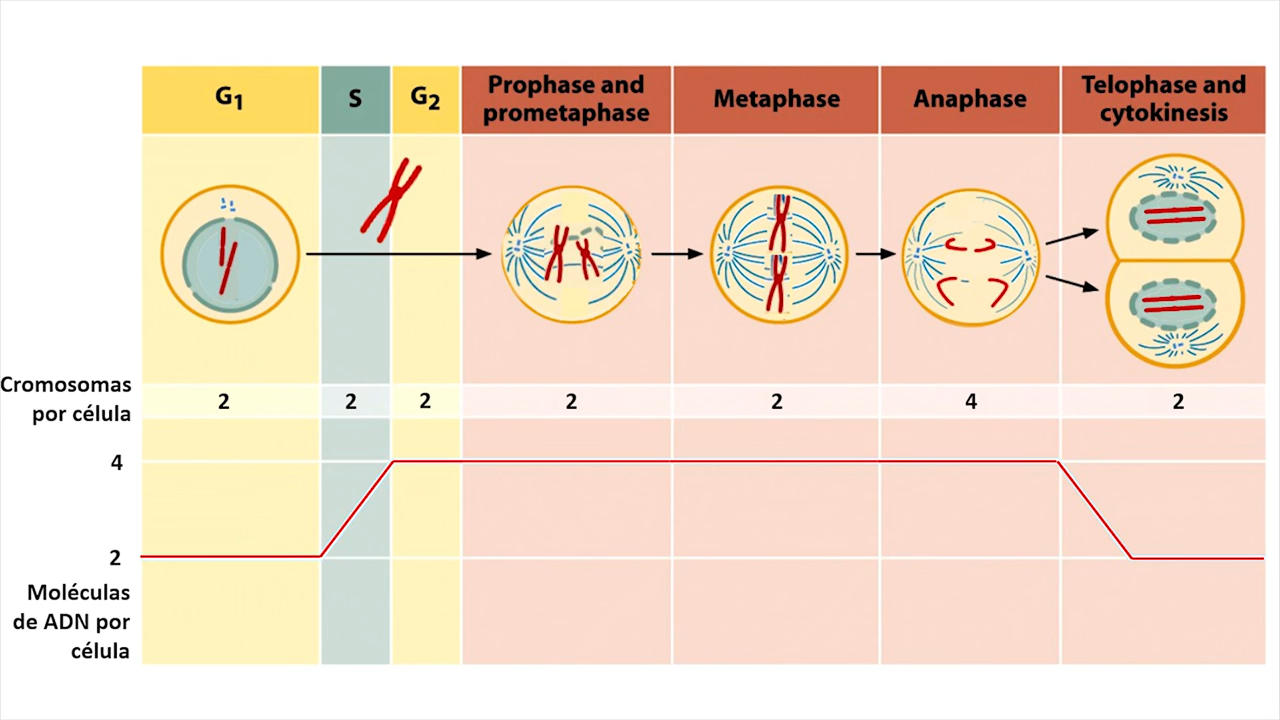 G1
S
G2
Prophase and
prometaphase
Metaphase
Anaphase
Telophase and
cytokinesis
Cromosomas
por célula
2 2 2 2 2 4 2
4
2
Moléculas
de ADN por
célula